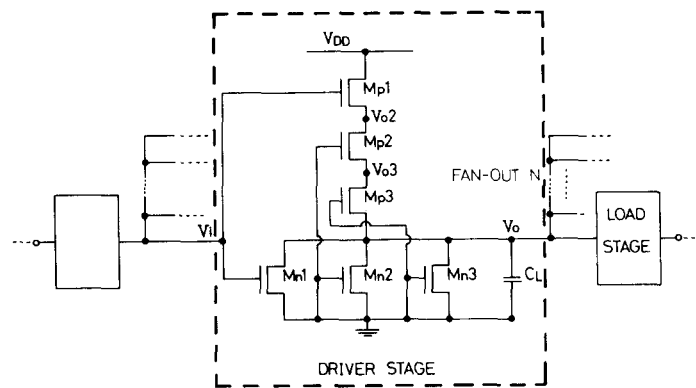 VDD
Mp1
Vo2
Mp2
Vo3
Mp3
FAN-OUT N
Vi
Vo
LOAD
STAGE
Mn1
Mn2
Mn3
CL
DRIVER STAGE